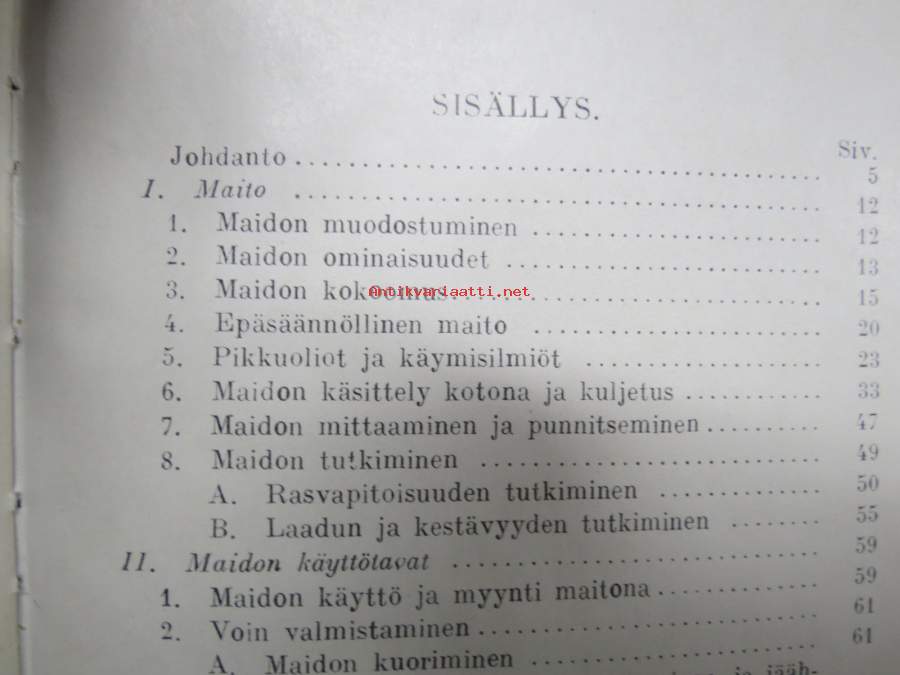 SISÄLLYS.
Siv.
Johdanto .......................................... 5
I. Maito .......................................... 12
1. Maidon muodostuminen ...................... 12
2. Maidon ominaisuudet ........................ 13
3. Maidon kokoomus ............................ 15
Antikvariaatti.net
4. Epäsäännöllinen maito ...................... 20
5. Pikkuoliot ja käymisilmiöt .................. 23
6. Maidon käsittely kotona ja kuljetus ........... 33
7. Maidon mittaaminen ja punnitseminen ......... 47
8. Maidon tutkiminen .......................... 49
A. Rasvapitoisuuden tutkiminen ............. 50
B. Laadun ja kestävyyden tutkiminen ....... 55
II. Maidon käyttötavat ............................ 59
1. Maidon käyttö ja myynti maitona ............. 59
2. Voin valmistaminen .......................... 61
A. Maidon kuoriminen ...................... 61
ja jääh-